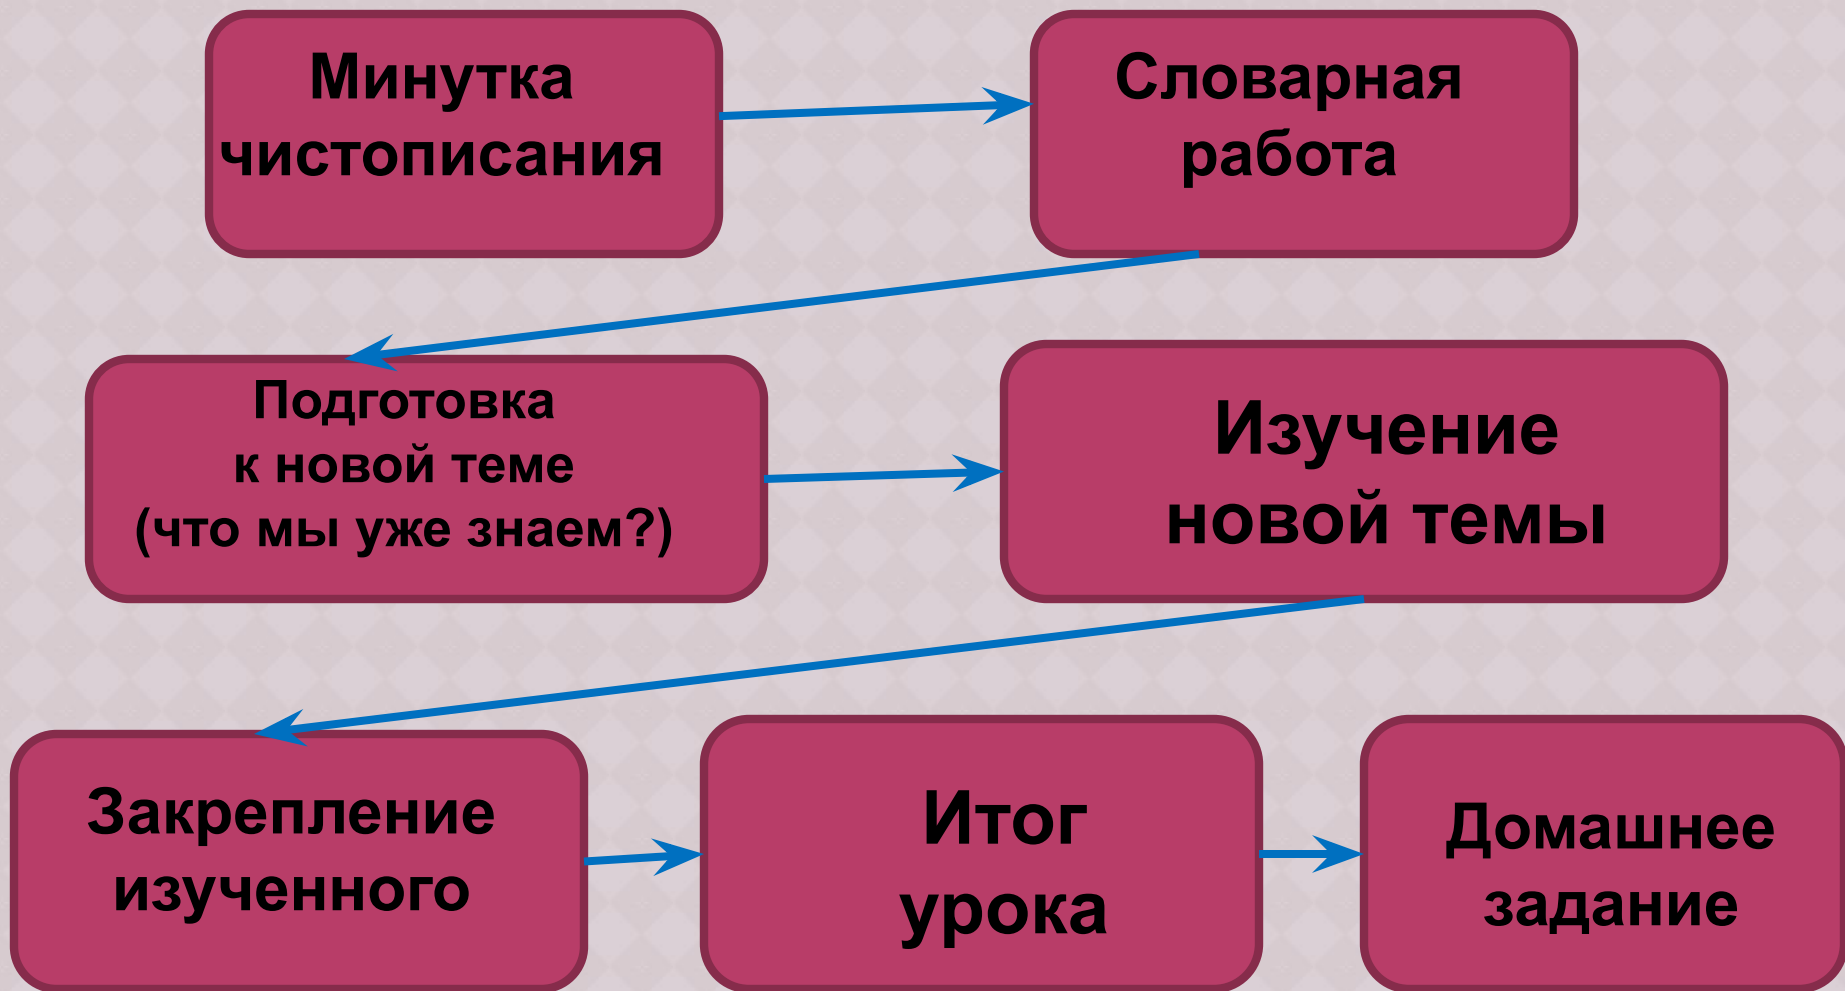 Минутка
чистописания
Словарная
работа
Подготовка
к новой теме
(что мы уже знаем?)
Изучение
новой темы
Закрепление
изученного
Итог
урока
Домашнее
задание